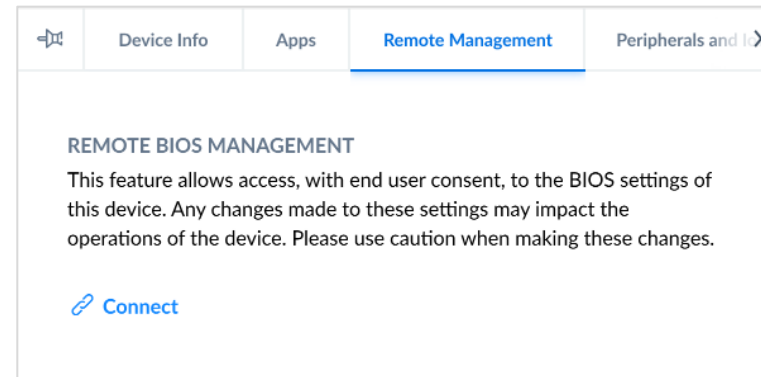 Device Info
Apps
Remote Management
Peripherals and
REMOTE BIOS MANAGEMENT
This feature allows access, with end user consent, to the BIOS settings of
this device. Any changes made to these settings may impact the
operations of the device. Please use caution when making these changes.
Connect